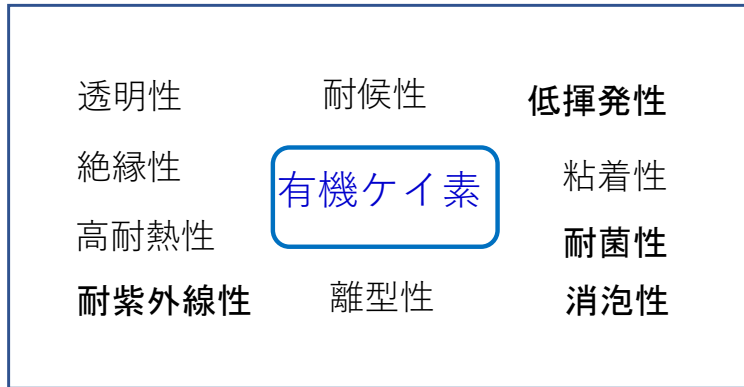 透明性
耐候性
低揮発性
絶縁性
有機ケイ素
粘着性
高耐熱性
耐菌性
耐紫外線性
離型性
消泡性